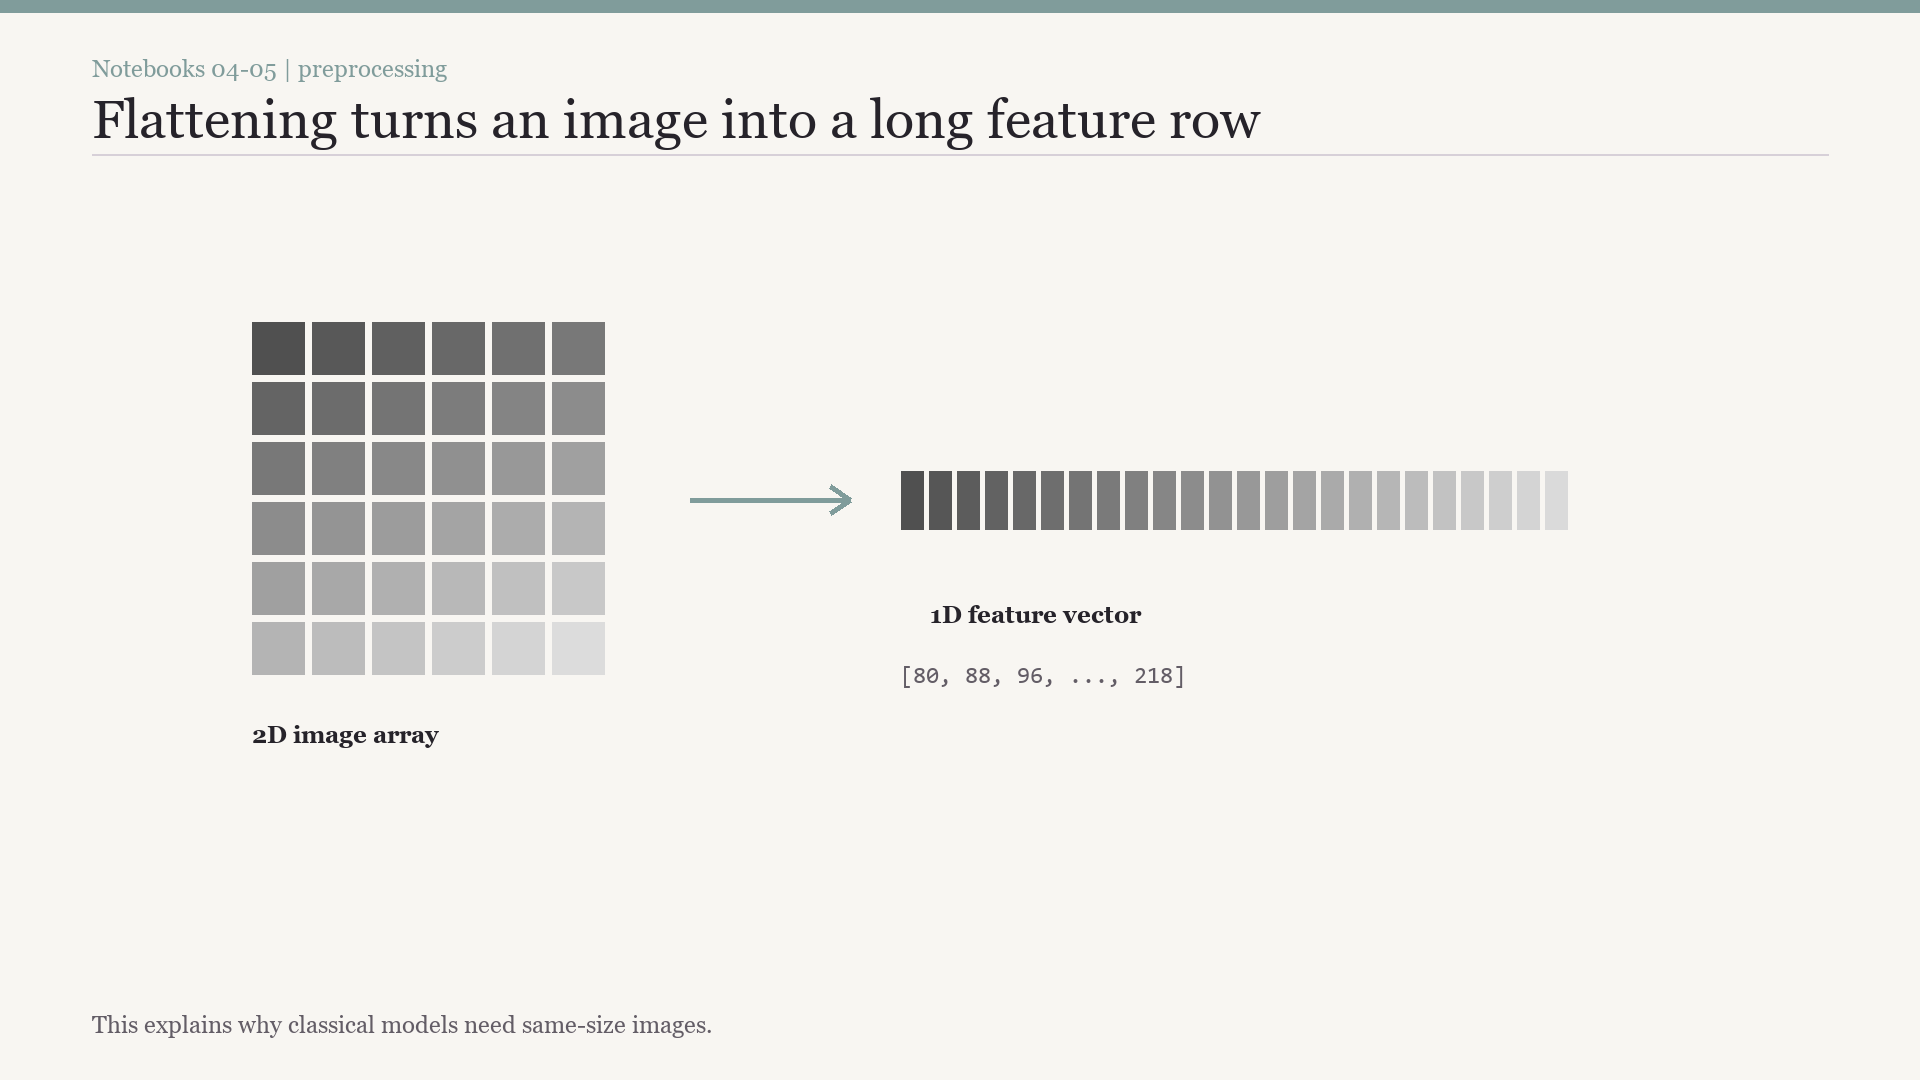 Notebooks 04-05 | preprocessing
Flattening turns an image into a long feature row
1D feature vector
[80, 88, 96, ..., 218]
2D image array
This explains why classical models need same-size images.